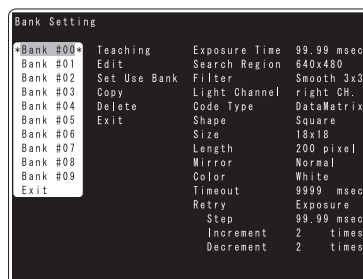 Bank Setting
*Bank #00* Teaching Exposure Time 99.99 msec
Bank #01 Edit Search Region 640x480
Bank #02 Set Use Bank Filter Smooth 3x3
Bank #03 Copy Light Channel right CH.
Bank #04 Delete Code Type DataMatrix
Bank #05 Exit Shape Square
Bank #06 Size 18x18
Bank #07 Length 200 pixel
Bank #08 Mirror Normal
Bank #09 Color White
Exit Timeout 9999 msec
Retry Exposure
Step 99.99 msec
Increment 2 times
Decrement 2 times